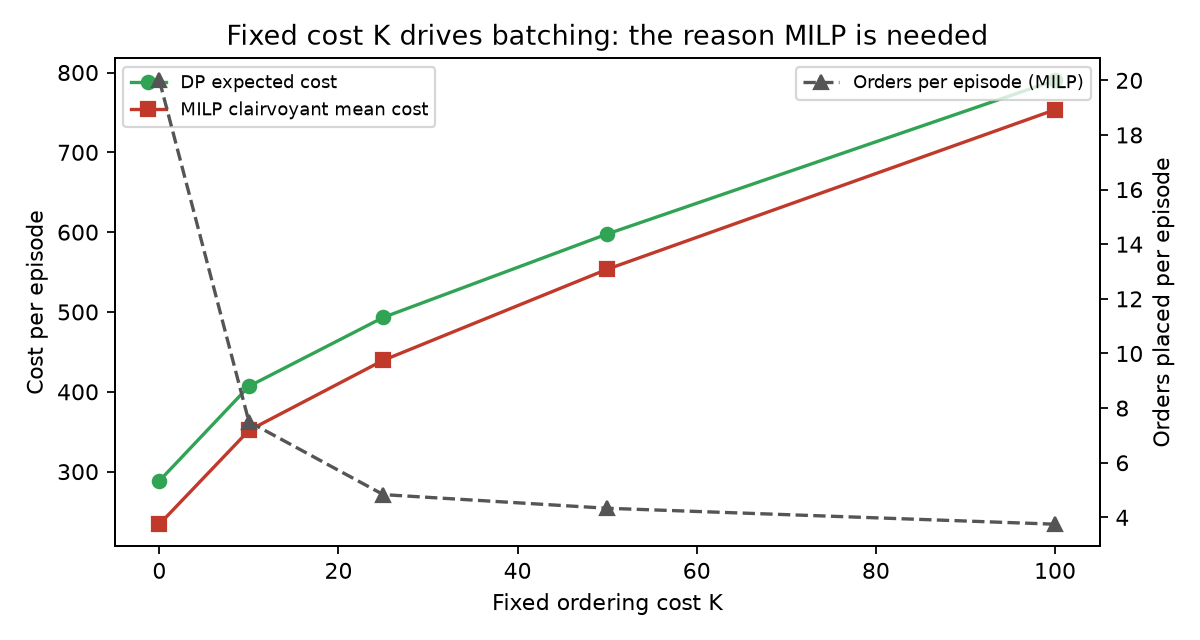 Fixed cost K drives batching: the reason MILP is needed
DP expected cost
MILP clairvoyant mean cost
Orders per episode (MILP)
Cost per episode
800
700
600
500
400
300
20
18
16
14
12
10
8
6
4
Orders placed per episode
0 20 40 60 80 100
Fixed ordering cost K